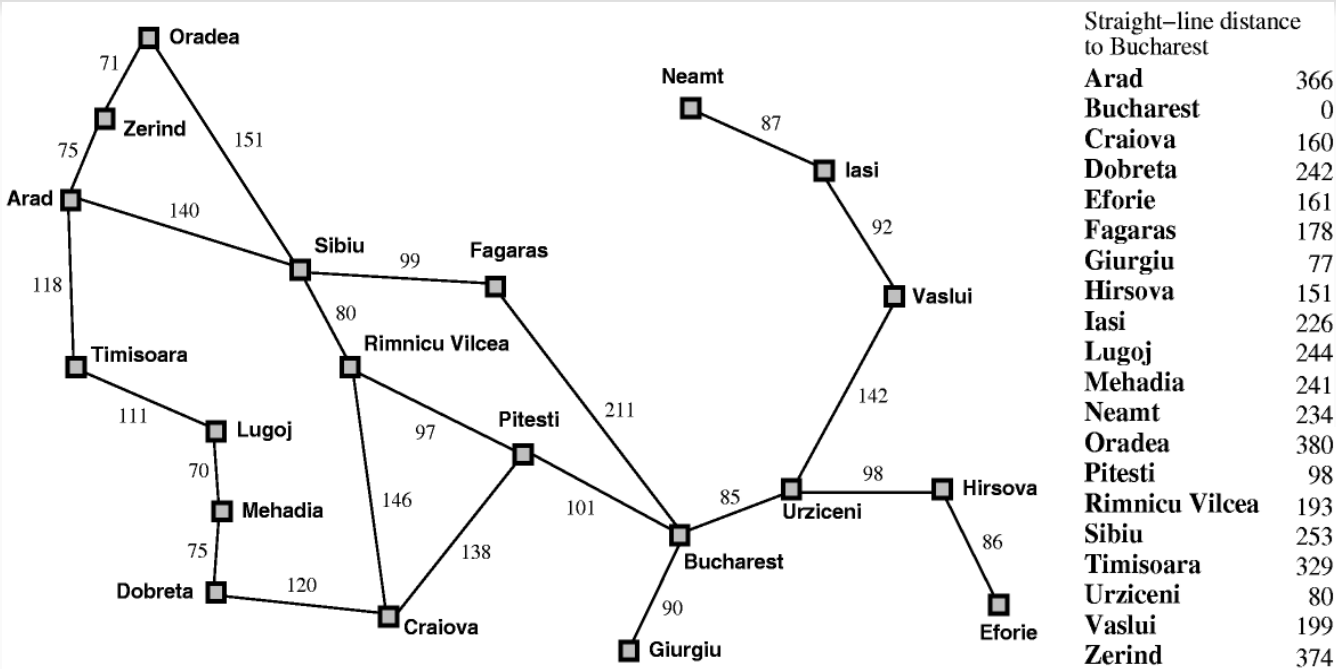 Oradea
71
Neamt
Zerind
87
151
75
Iasi
Arad
140
92
Sibiu
Fagaras
99
118
Vaslui
80
Timisoara
Rimnicu Vilcea
142
211
111
Lugoj
97
Pitesti
70
98
Hirsova
146
85
Urziceni
101
Mehadia
86
138
75
Bucharest
Dobreta
120
90
Craiova
Eforie
Giurgiu
Straight–line distance
to Bucharest
Arad 366
Bucharest 0
Craiova 160
Dobreta 242
Eforie 161
Fagaras 178
Giurgiu 77
Hirsova 151
Iasi 226
Lugoj 244
Mehadia 241
Neamt 234
Oradea 380
Pitesti 98
Rimnicu Vilcea 193
Sibiu 253
Timisoara 329
Urziceni 80
Vaslui 199
Zerind 374